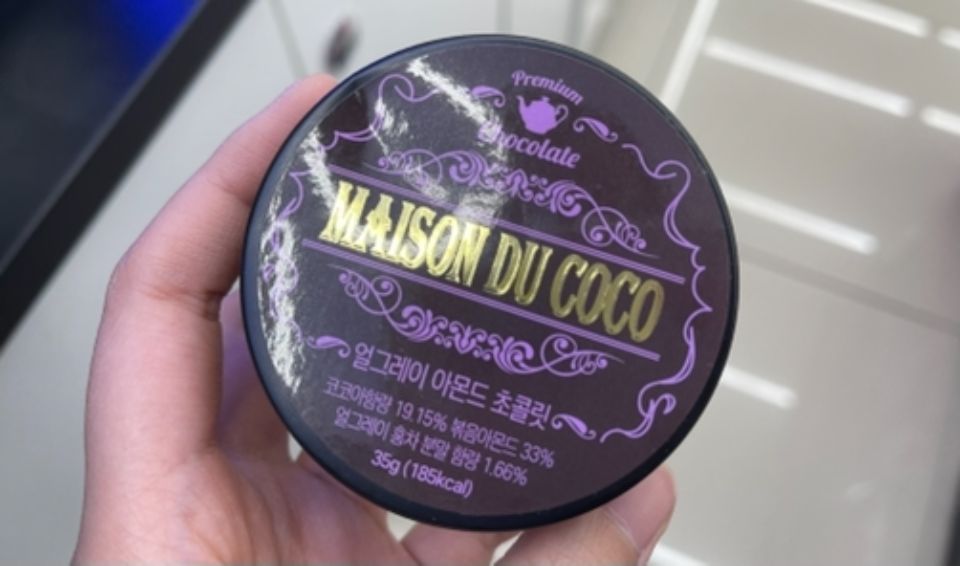 Premium
Chocolate
MAISON DU COCO
얼그레이 아몬드 초콜릿
코코아함량 19.15% 볶음아몬드 33%
얼그레이 홍차 분말 함량 1.66%
35g (185kcal)